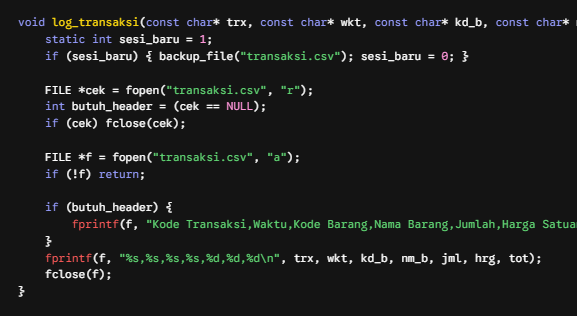 void log_transaksi(const char* trx, const char* wkt, const char* kd_b, const char*
    static int sesi_baru = 1;
    if (sesi_baru) { backup_file("transaksi.csv"); sesi_baru = 0; }
    FILE *cek = fopen("transaksi.csv", "r");
    int butuh_header = (cek == NULL);
    if (cek) fclose(cek);
    FILE *f = fopen("transaksi.csv", "a");
    if (!f) return;
    if (butuh_header) {
        fprintf(f, "Kode Transaksi,Waktu,Kode Barang,Nama Barang,Jumlah,Harga Satua
    }
    fprintf(f, "%s,%s,%s,%s,%d,%d,%d\n", trx, wkt, kd_b, nm_b, jml, hrg, tot);
    fclose(f);
}